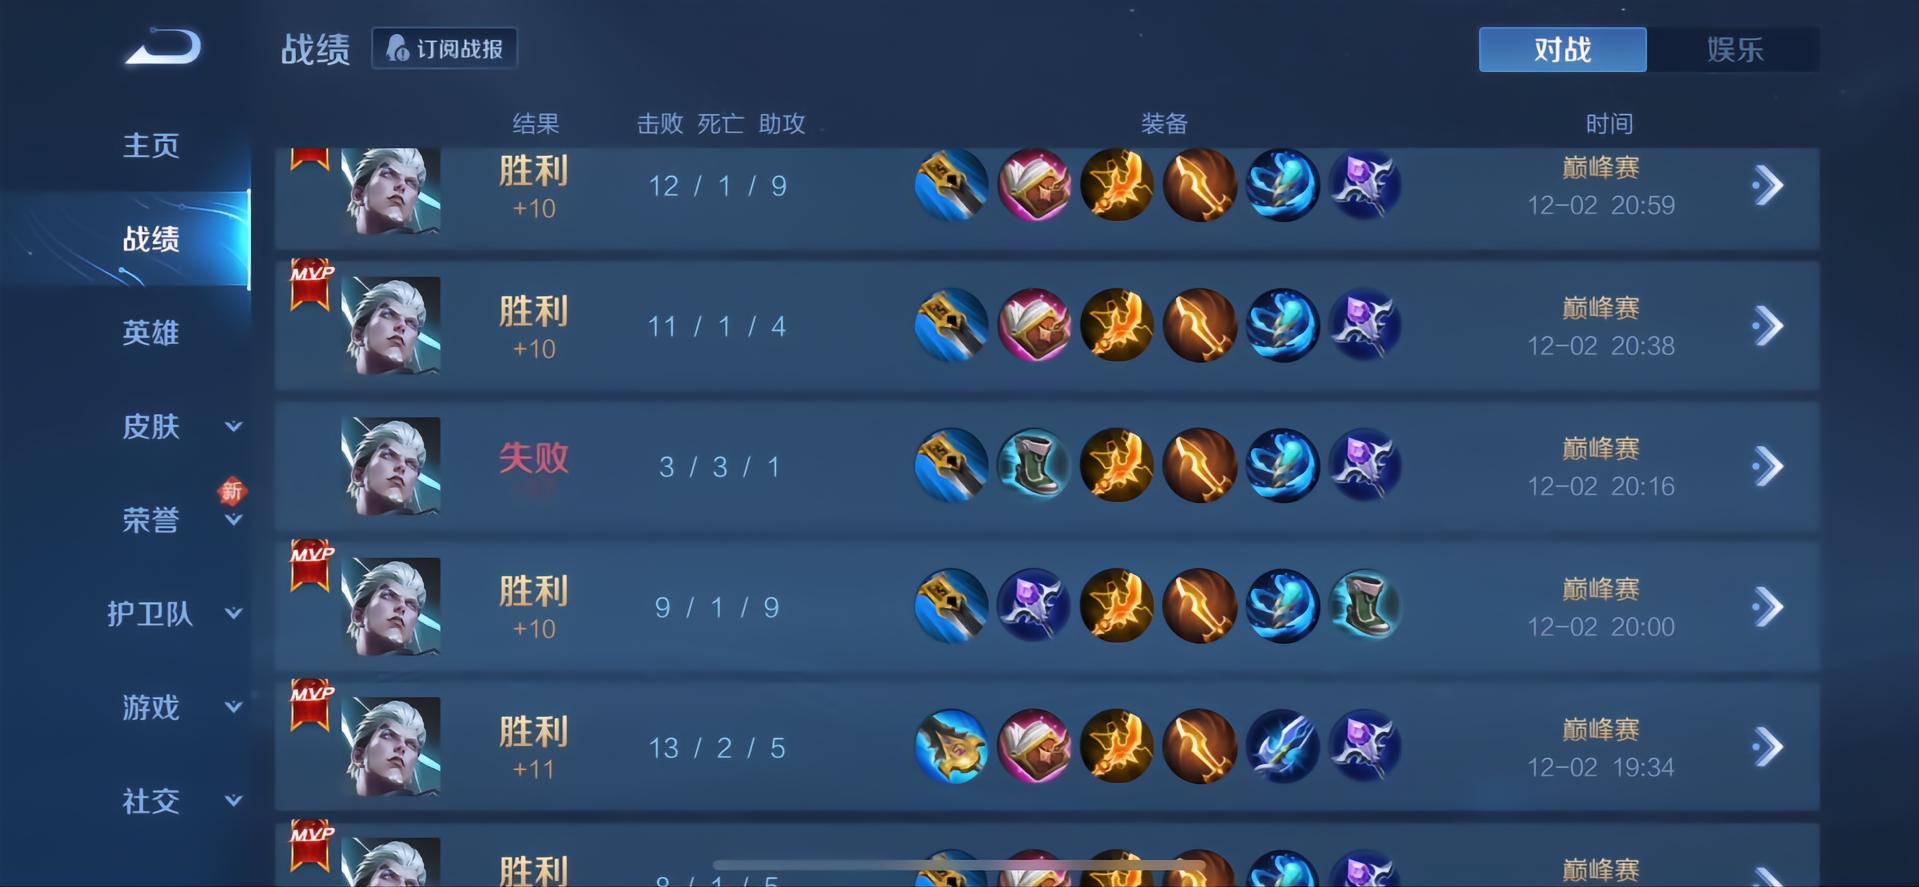 战绩
订阅战报
对战
娱乐
主页
战绩
英雄
皮肤
新
荣誉
护卫队
游戏
社交
结果
击败 死亡 助攻
装备
时间
胜利
+10
12 / 1 / 9
巅峰赛
12-02 20:59
MVP
胜利
+10
11 / 1 / 4
巅峰赛
12-02 20:38
失败
3 / 3 / 1
巅峰赛
12-02 20:16
MVP
胜利
+10
9 / 1 / 9
巅峰赛
12-02 20:00
MVP
胜利
+11
13 / 2 / 5
巅峰赛
12-02 19:34
MVP
胜利
8 / 1 / 5
巅峰赛